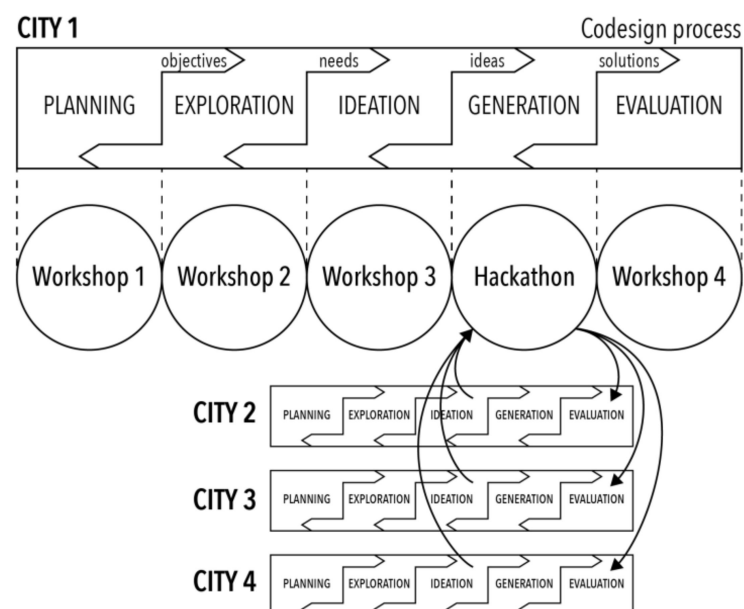 CITY 1
Codesign process
objectives needs ideas solutions
PLANNING EXPLORATION IDEATION GENERATION EVALUATION
Workshop 1 Workshop 2 Workshop 3 Hackathon Workshop 4
CITY 2
PLANNING EXPLORATION IDEATION GENERATION EVALUATION
CITY 3
PLANNING EXPLORATION IDEATION GENERATION EVALUATION
CITY 4
PLANNING EXPLORATION IDEATION GENERATION EVALUATION